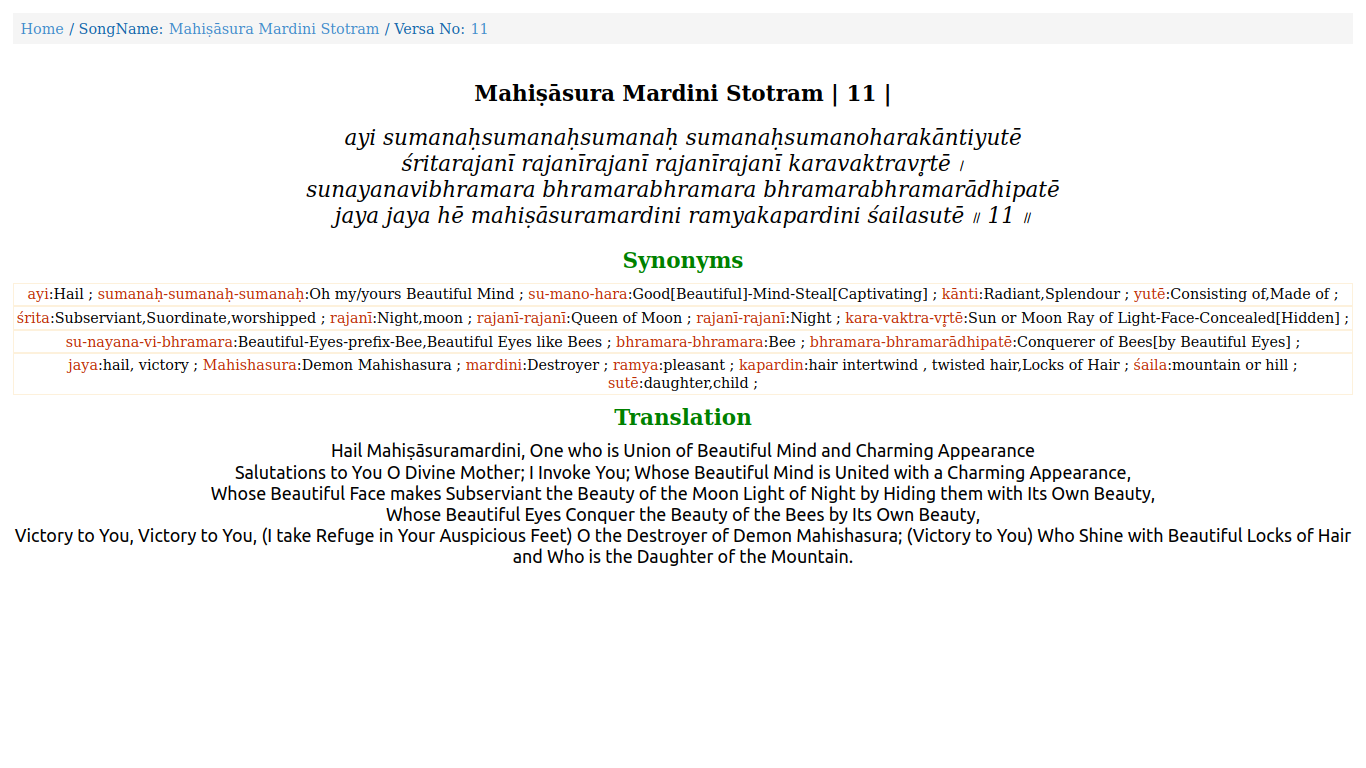 Home / SongName: Mahiṣāsura Mardini Stotram / Versa No: 11
Mahiṣāsura Mardini Stotram | 11 |
ayi sumanaḥsumanaḥsumanaḥ sumanaḥsumanoharakāntiyutē
śritarajanī rajanīrajanī rajanīrajanī karavaktravr̥tē ।
sunayanavibhramara bhramarabhramara bhramarabhramarādhipatē
jaya jaya hē mahiṣāsuramardini ramyakapardini śailasutē ॥ 11 ॥
Synonyms
ayi:Hail ; sumanaḥ-sumanaḥ-sumanaḥ:Oh my/yours Beautiful Mind ; su-mano-hara:Good[Beautiful]-Mind-Steal[Captivating] ; kānti:Radiant,Splendour ; yutē:Consisting of,Made of ;
śrita:Subserviant,Suordinate,worshipped ; rajanī:Night,moon ; rajanī-rajanī:Queen of Moon ; rajanī-rajanī:Night ; kara-vaktra-vr̥tē:Sun or Moon Ray of Light-Face-Concealed[Hidden] ;
su-nayana-vi-bhramara:Beautiful-Eyes-prefix-Bee,Beautiful Eyes like Bees ; bhramara-bhramara:Bee ; bhramara-bhramarādhipatē:Conquerer of Bees[by Beautiful Eyes] ;
jaya:hail, victory ; Mahishasura:Demon Mahishasura ; mardini:Destroyer ; ramya:pleasant ; kapardin:hair intertwind , twisted hair,Locks of Hair ; śaila:mountain or hill ;
sutē:daughter,child ;
Translation
Hail Mahiṣāsuramardini, One who is Union of Beautiful Mind and Charming Appearance
Salutations to You O Divine Mother; I Invoke You; Whose Beautiful Mind is United with a Charming Appearance,
Whose Beautiful Face makes Subserviant the Beauty of the Moon Light of Night by Hiding them with Its Own Beauty,
Whose Beautiful Eyes Conquer the Beauty of the Bees by Its Own Beauty,
Victory to You, Victory to You, (I take Refuge in Your Auspicious Feet) O the Destroyer of Demon Mahishasura; (Victory to You) Who Shine with Beautiful Locks of Hair
and Who is the Daughter of the Mountain.